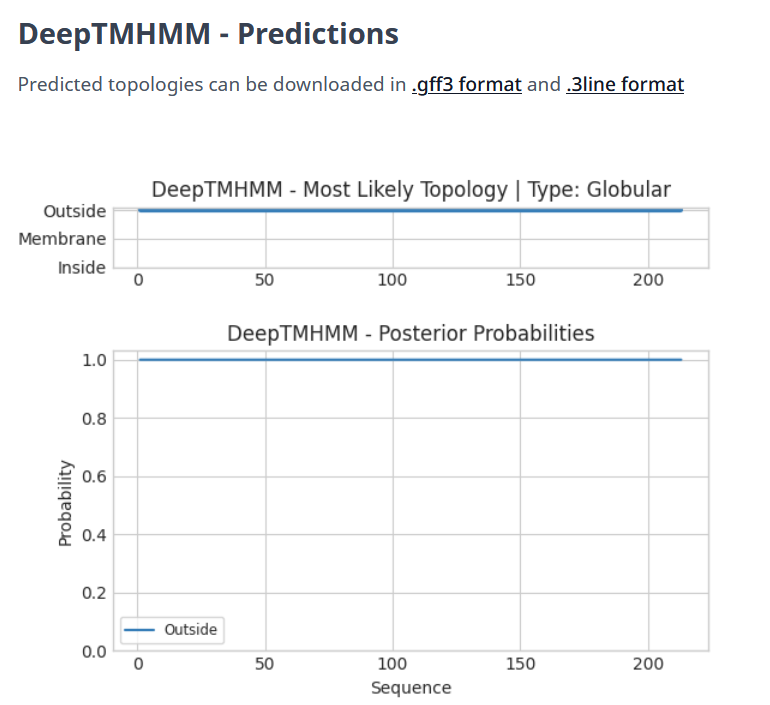 DeepTMHMM - Predictions
Predicted topologies can be downloaded in .gff3 format and .3line format
DeepTMHMM - Most Likely Topology | Type: Globular
Outside
Membrane
Inside
0 50 100 150 200
DeepTMHMM - Posterior Probabilities
1.0
0.8
0.6
0.4
0.2
0.0
Probability
Outside
0 50 100 150 200
Sequence